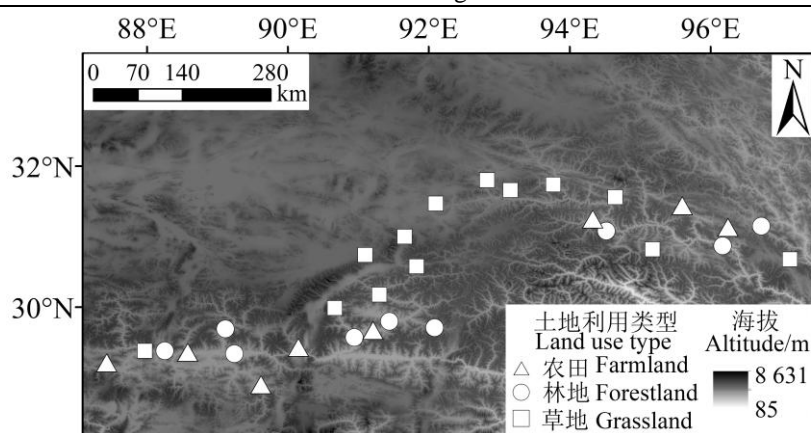 88°E 90°E 92°E 94°E 96°E
0 70 140 280
km
N
32°N
30°N
土地利用类型
Land use type
农田 Farmland
林地 Forestland
草地 Grassland
海拔
Altitude/m
8 631
85